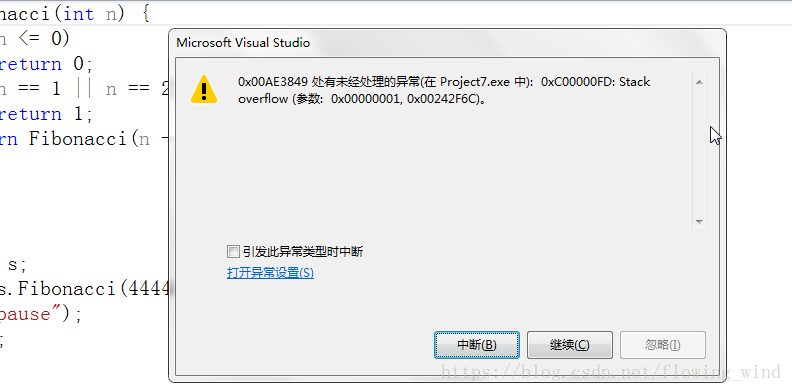 nacci(int n) {
n <= 0)
return 0;
n == 1 || n == 2
return 1;
rn Fibonacci(n -
s;
s.Fibonacci(4444
pause");
;
Microsoft Visual Studio
0x00AE3849 处有未经处理的异常(在 Project7.exe 中): 0xC00000FD: Stack
overflow (参数: 0x00000001, 0x00242F6C)。
引发此异常类型时中断
打开异常设置(S)
中断(B)
继续(C)
忽略(I)
https://blog.csdn.net/flowing_wind